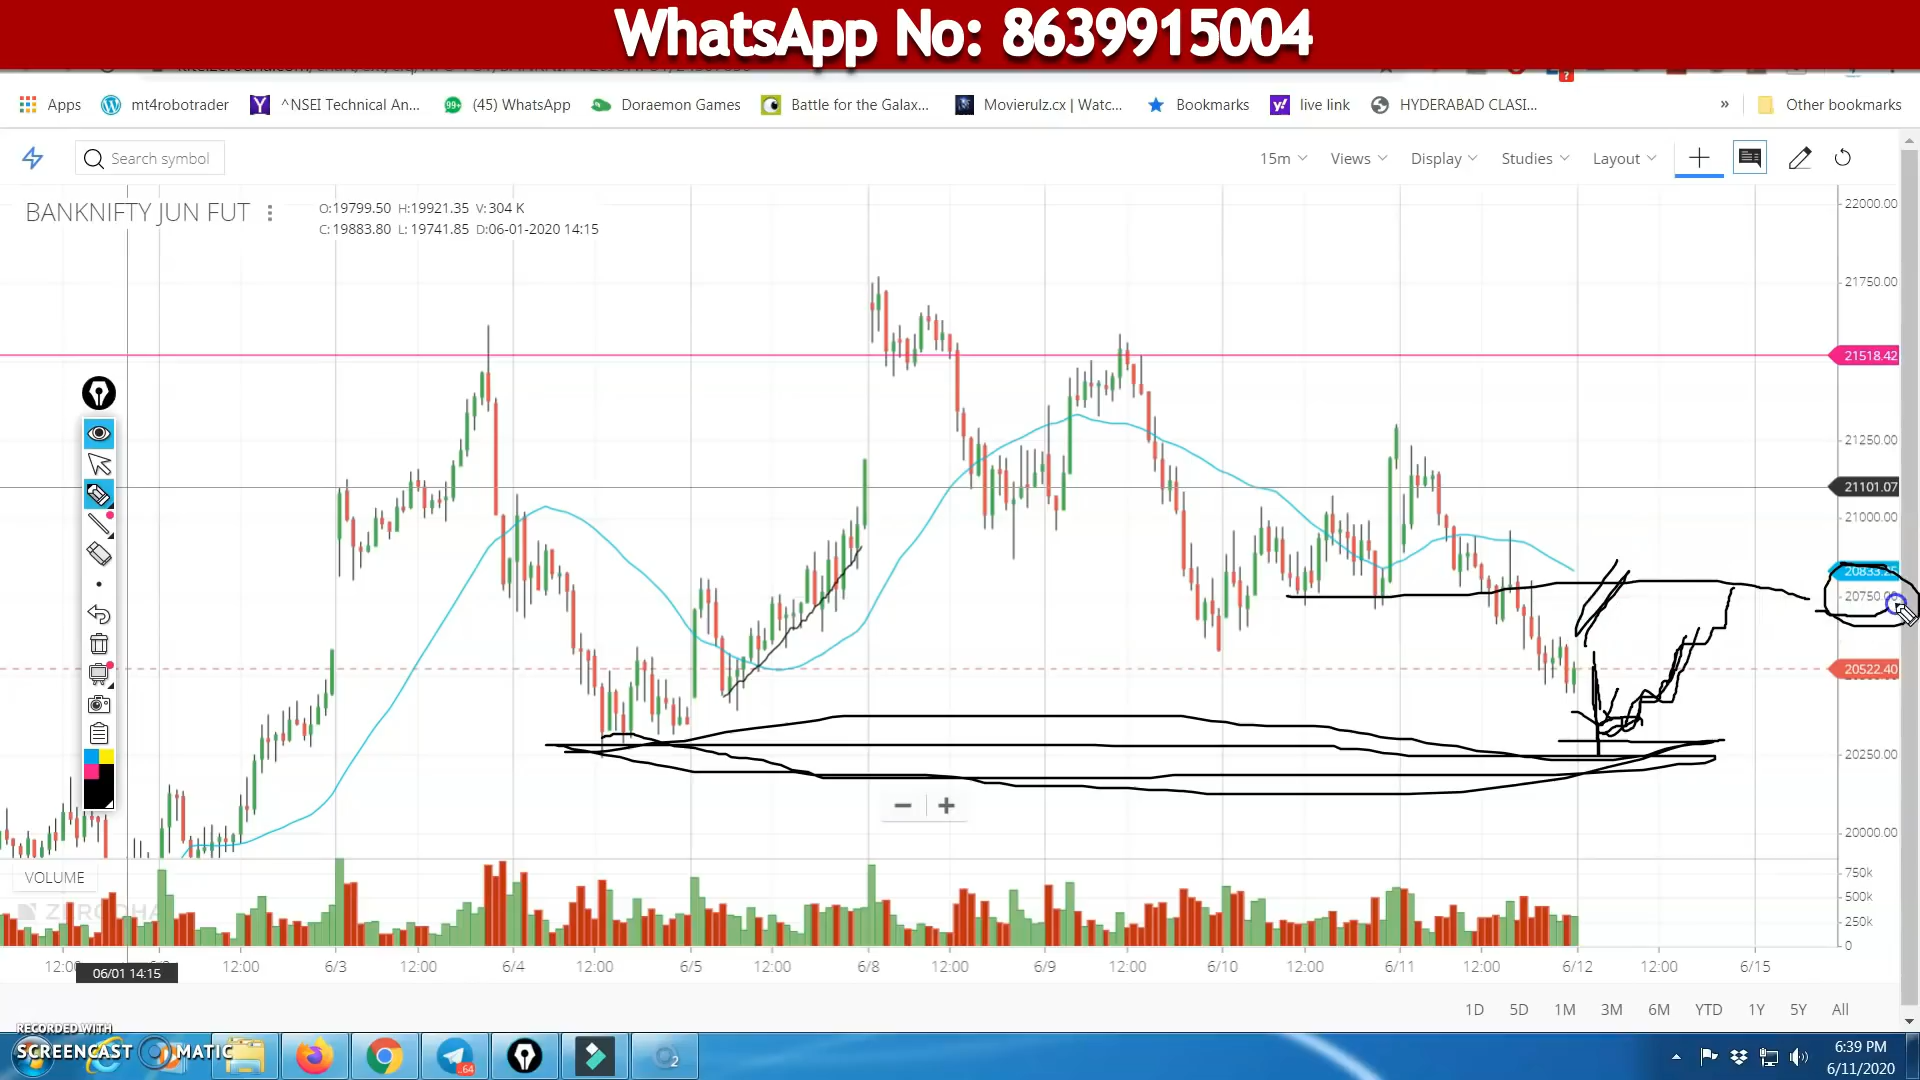 WhatsApp No: 8639915004
Apps mt4robotrader ^NSEI Technical An... (45) WhatsApp Doraemon Games Battle for the Galax... Movierulz.cx | Watc... Bookmarks live link HYDERABAD CLASI... » Other bookmarks
Search symbol 15m Views Display Studies Layout
BANKNIFTY JUN FUT
O:19799.50 H:19921.35 V:304 K
C:19883.80 L:19741.85 D:06-01-2020 14:15
22000.00
21750.00
21518.42
21250.00
21101.07
21000.00
20833.25
20750.00
20522.40
20250.00
20000.00
VOLUME
ZERODHA
750k
500k
250k
0
12:00 12:00 6/3 12:00 6/4 12:00 6/5 12:00 6/8 12:00 6/9 12:00 6/10 12:00 6/11 12:00 6/12 12:00 6/15
06/01 14:15
1D 5D 1M 3M 6M YTD 1Y 5Y All
RECORDED WITH
SCREENCAST MATIC
64
2
6:39 PM
6/11/2020